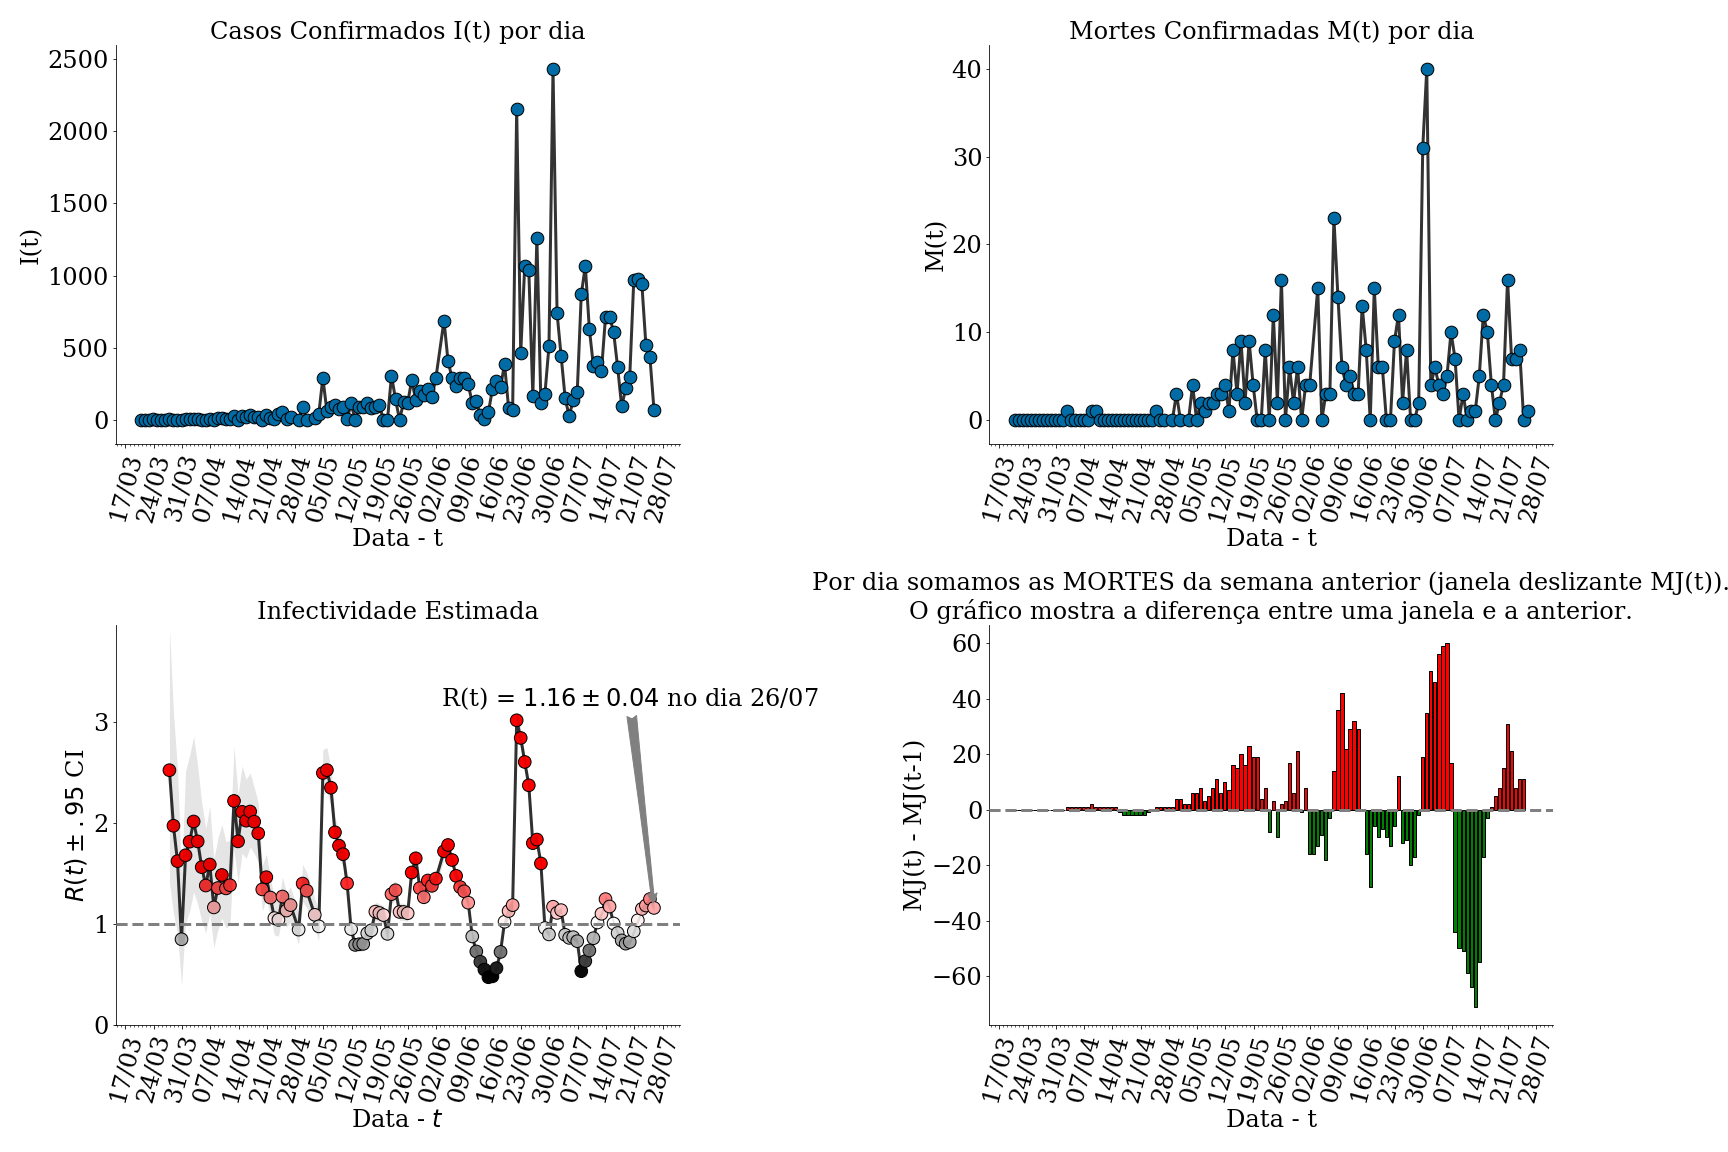 Casos Confirmados I(t) por dia
I(t)
2500
2000
1500
1000
500
0
17/03 24/03 31/03 07/04 14/04 21/04 28/04 05/05 12/05 19/05 26/05 02/06 09/06 16/06 23/06 30/06 07/07 14/07 21/07 28/07
Data - t
Mortes Confirmadas M(t) por dia
M(t)
40
30
20
10
0
17/03 24/03 31/03 07/04 14/04 21/04 28/04 05/05 12/05 19/05 26/05 02/06 09/06 16/06 23/06 30/06 07/07 14/07 21/07 28/07
Data - t
Infectividade Estimada
R(t) ± .95 CI
R(t) = 1.16 ± 0.04 no dia 26/07
3
2
1
0
17/03 24/03 31/03 07/04 14/04 21/04 28/04 05/05 12/05 19/05 26/05 02/06 09/06 16/06 23/06 30/06 07/07 14/07 21/07 28/07
Data - t
Por dia somamos as MORTES da semana anterior (janela deslizante MJ(t)).
O gráfico mostra a diferença entre uma janela e a anterior.
MJ(t) - MJ(t-1)
60
40
20
0
−20
−40
−60
17/03 24/03 31/03 07/04 14/04 21/04 28/04 05/05 12/05 19/05 26/05 02/06 09/06 16/06 23/06 30/06 07/07 14/07 21/07 28/07
Data - t